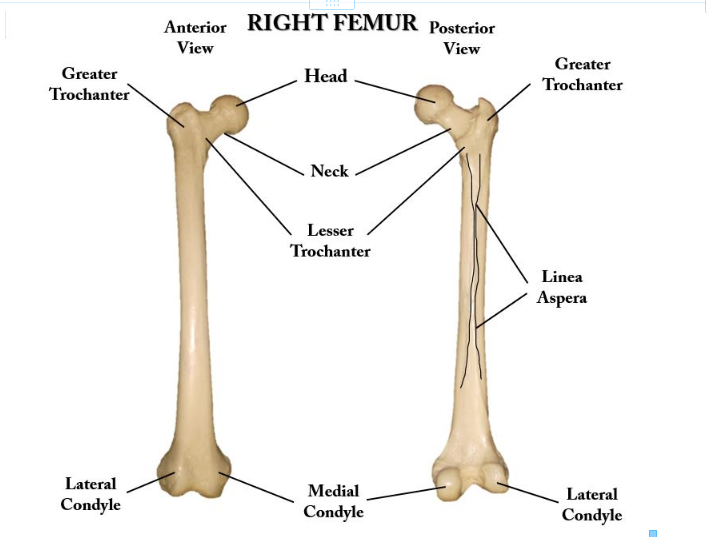 RIGHT FEMUR
Anterior
View
Posterior
View
Greater
Trochanter
Head
Greater
Trochanter
Neck
Lesser
Trochanter
Linea
Aspera
Lateral
Condyle
Medial
Condyle
Lateral
Condyle